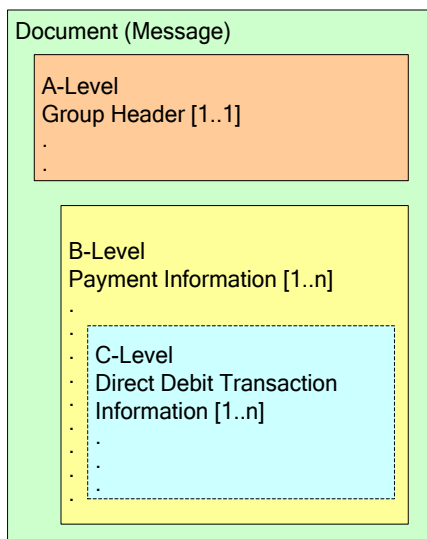 Document (Message)
A-Level
Group Header [1..1]
.
.
B-Level
Payment Information [1..n]
.
.
.
.
.
.
.
.
C-Level
Direct Debit Transaction
Information [1..n]
.
.
.